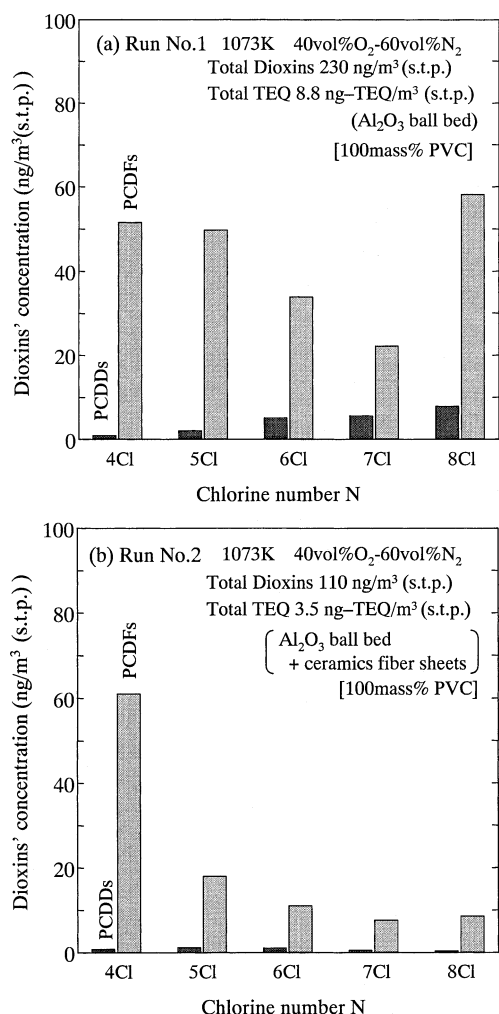 100
80
60
40
20
0
Dioxins' concentration (ng/m³(s.t.p.))
(a) Run No.1 1073K 40vol%O₂-60vol%N₂
Total Dioxins 230 ng/m³ (s.t.p.)
Total TEQ 8.8 ng–TEQ/m³ (s.t.p.)
(Al₂O₃ ball bed)
[100mass% PVC]
PCDDs
PCDFs
4Cl 5Cl 6Cl 7Cl 8Cl
Chlorine number N
100
80
60
40
20
0
Dioxins' concentration (ng/m³ (s.t.p.))
(b) Run No.2 1073K 40vol%O₂-60vol%N₂
Total Dioxins 110 ng/m³ (s.t.p.)
Total TEQ 3.5 ng–TEQ/m³ (s.t.p.)
(Al₂O₃ ball bed
+ ceramics fiber sheets)
[100mass% PVC]
PCDDs
PCDFs
4Cl 5Cl 6Cl 7Cl 8Cl
Chlorine number N